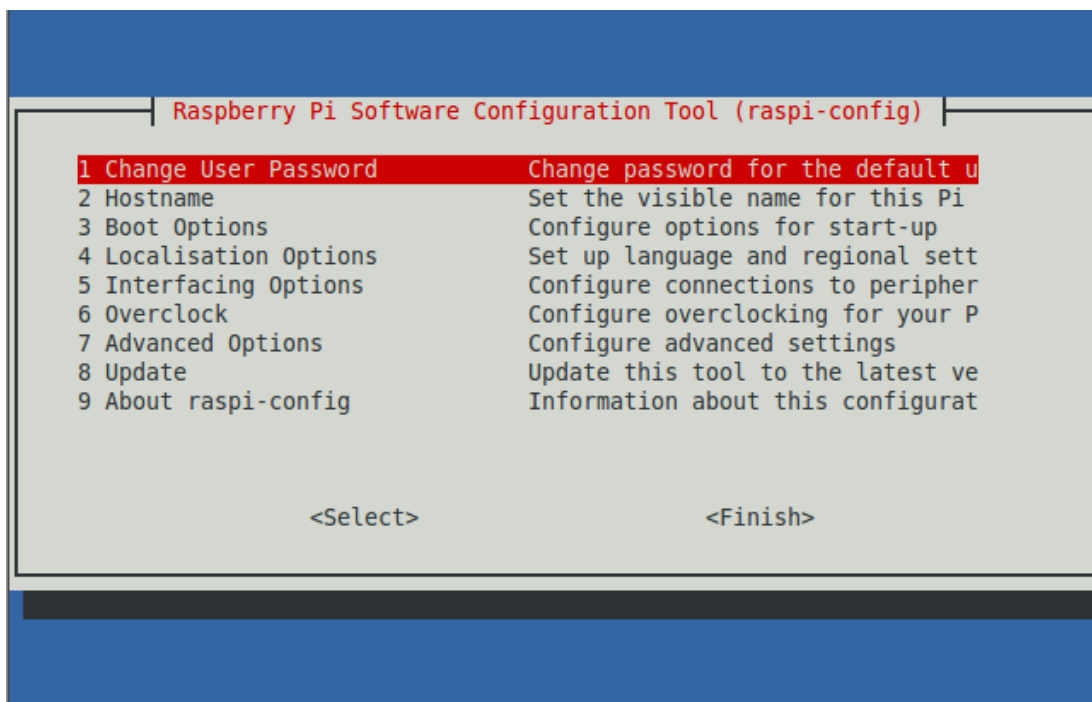 Raspberry Pi Software Configuration Tool (raspi-config)
1 Change User Password Change password for the default u
2 Hostname Set the visible name for this Pi
3 Boot Options Configure options for start-up
4 Localisation Options Set up language and regional sett
5 Interfacing Options Configure connections to peripher
6 Overclock Configure overclocking for your P
7 Advanced Options Configure advanced settings
8 Update Update this tool to the latest ve
9 About raspi-config Information about this configurat
<Select> <Finish>